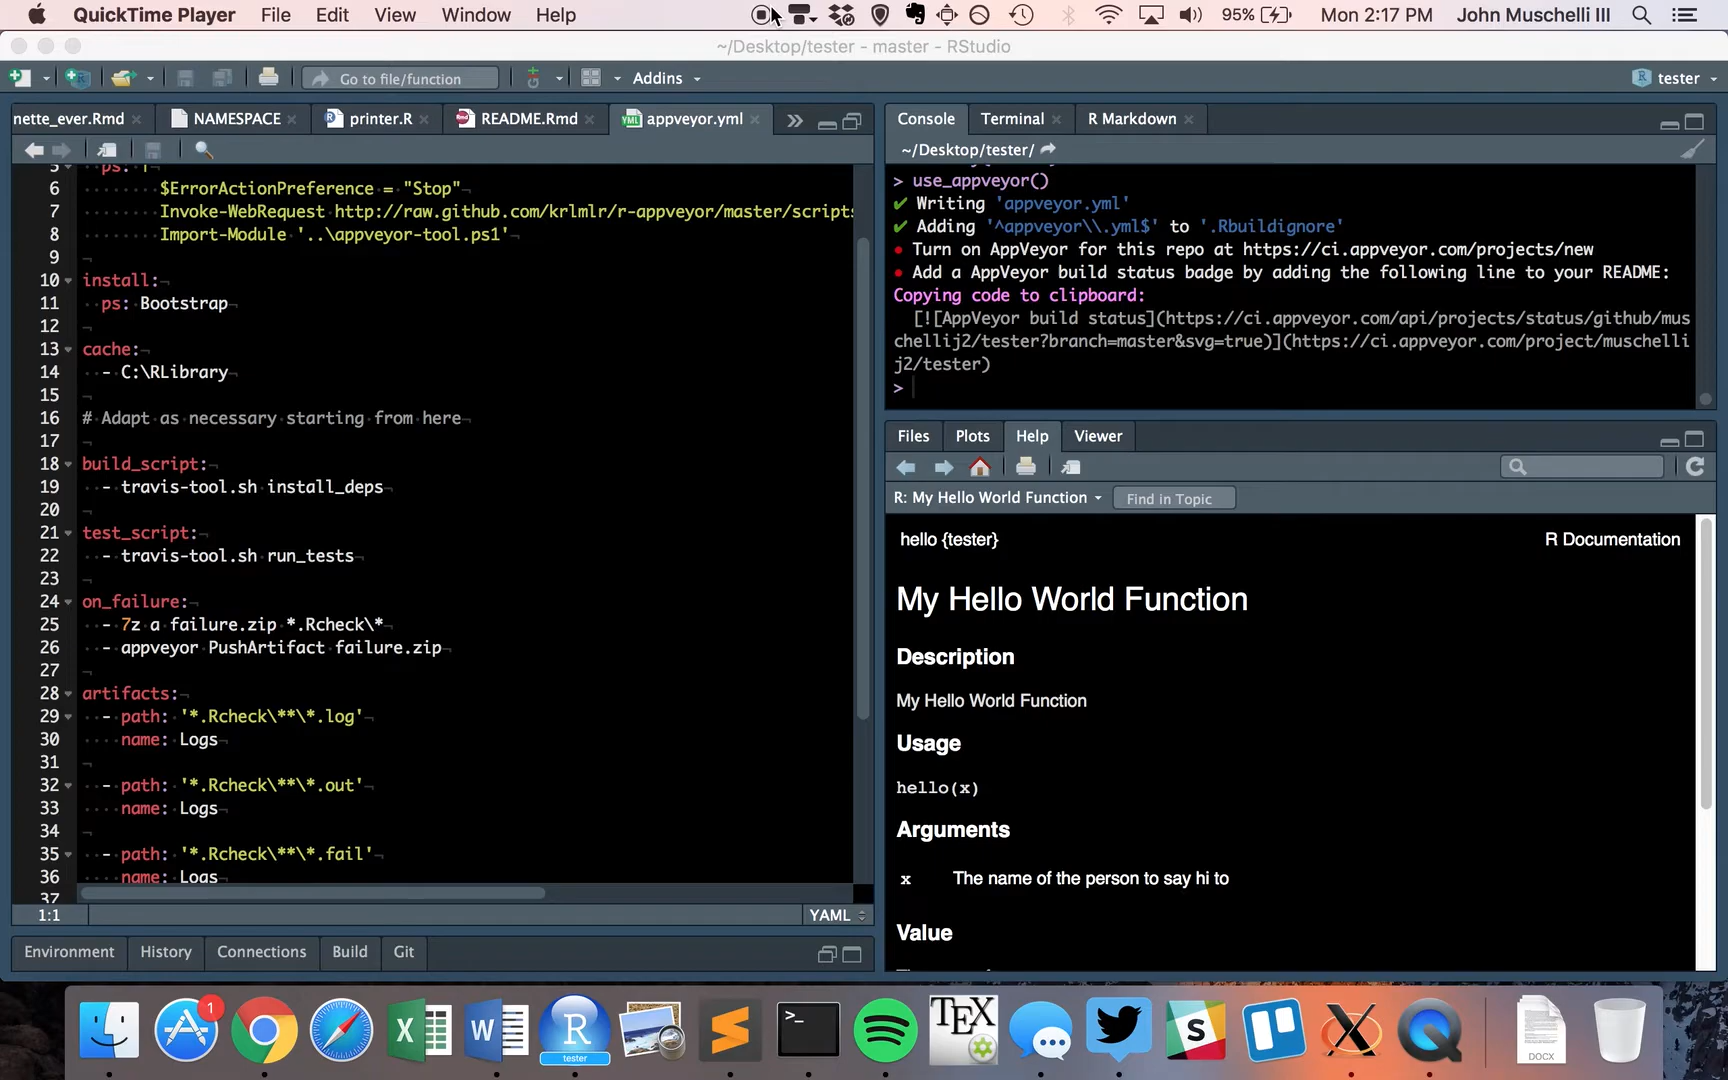 QuickTime Player File Edit View Window Help 95% Mon 2:17 PM John Muschelli III
~/Desktop/tester - master - RStudio
Go to file/function Addins tester
nette_ever.Rmd NAMESPACE printer.R README.Rmd appveyor.yml
6 $ErrorActionPreference = "Stop"
7 Invoke-WebRequest http://raw.github.com/krlmlr/r-appveyor/master/scripts
8 Import-Module '..\appveyor-tool.ps1'
9
10 install:
11 ps: Bootstrap
12
13 cache:
14 - C:\RLibrary
15
16 # Adapt as necessary starting from here
17
18 build_script:
19 - travis-tool.sh install_deps
20
21 test_script:
22 - travis-tool.sh run_tests
23
24 on_failure:
25 - 7z a failure.zip *.Rcheck\*
26 - appveyor PushArtifact failure.zip
27
28 artifacts:
29 - path: '*.Rcheck\**\*.log'
30 name: Logs
31
32 - path: '*.Rcheck\**\*.out'
33 name: Logs
34
35 - path: '*.Rcheck\**\*.fail'
36 name: Logs
37
1:1 YAML
Environment History Connections Build Git
Console Terminal R Markdown
~/Desktop/tester/
> use_appveyor()
✔ Writing 'appveyor.yml'
✔ Adding '^appveyor\\.yml$' to '.Rbuildignore'
● Turn on AppVeyor for this repo at https://ci.appveyor.com/projects/new
● Add a AppVeyor build status badge by adding the following line to your README:
Copying code to clipboard:
[![AppVeyor build status](https://ci.appveyor.com/api/projects/status/github/mus
chellij2/tester?branch=master&svg=true)](https://ci.appveyor.com/project/muschelli
j2/tester)
>
Files Plots Help Viewer
R: My Hello World Function Find in Topic
hello {tester} R Documentation
My Hello World Function
Description
My Hello World Function
Usage
hello(x)
Arguments
x The name of the person to say hi to
Value
1 X W R tester >_ TEX S X Q DOCX